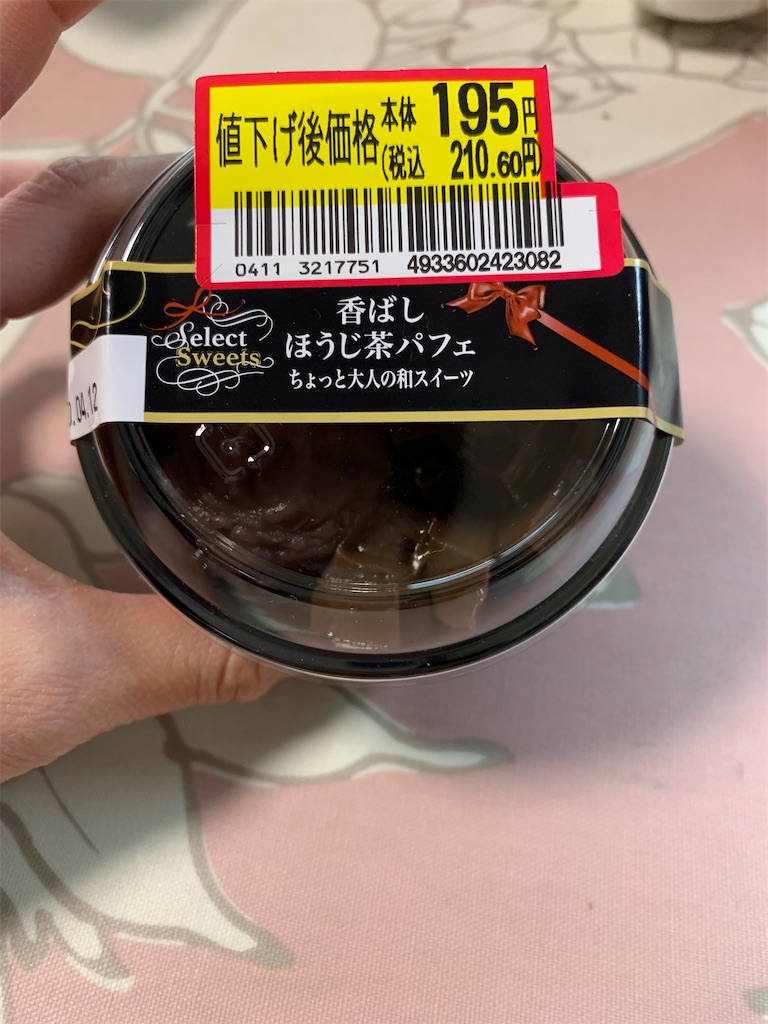 値下げ後価格 本体 195円
(税込 210.60円)
0411 3217751 4933602423082
Select
Sweets
香ばし
ほうじ茶パフェ
ちょっと大人の和スイーツ
.04.12